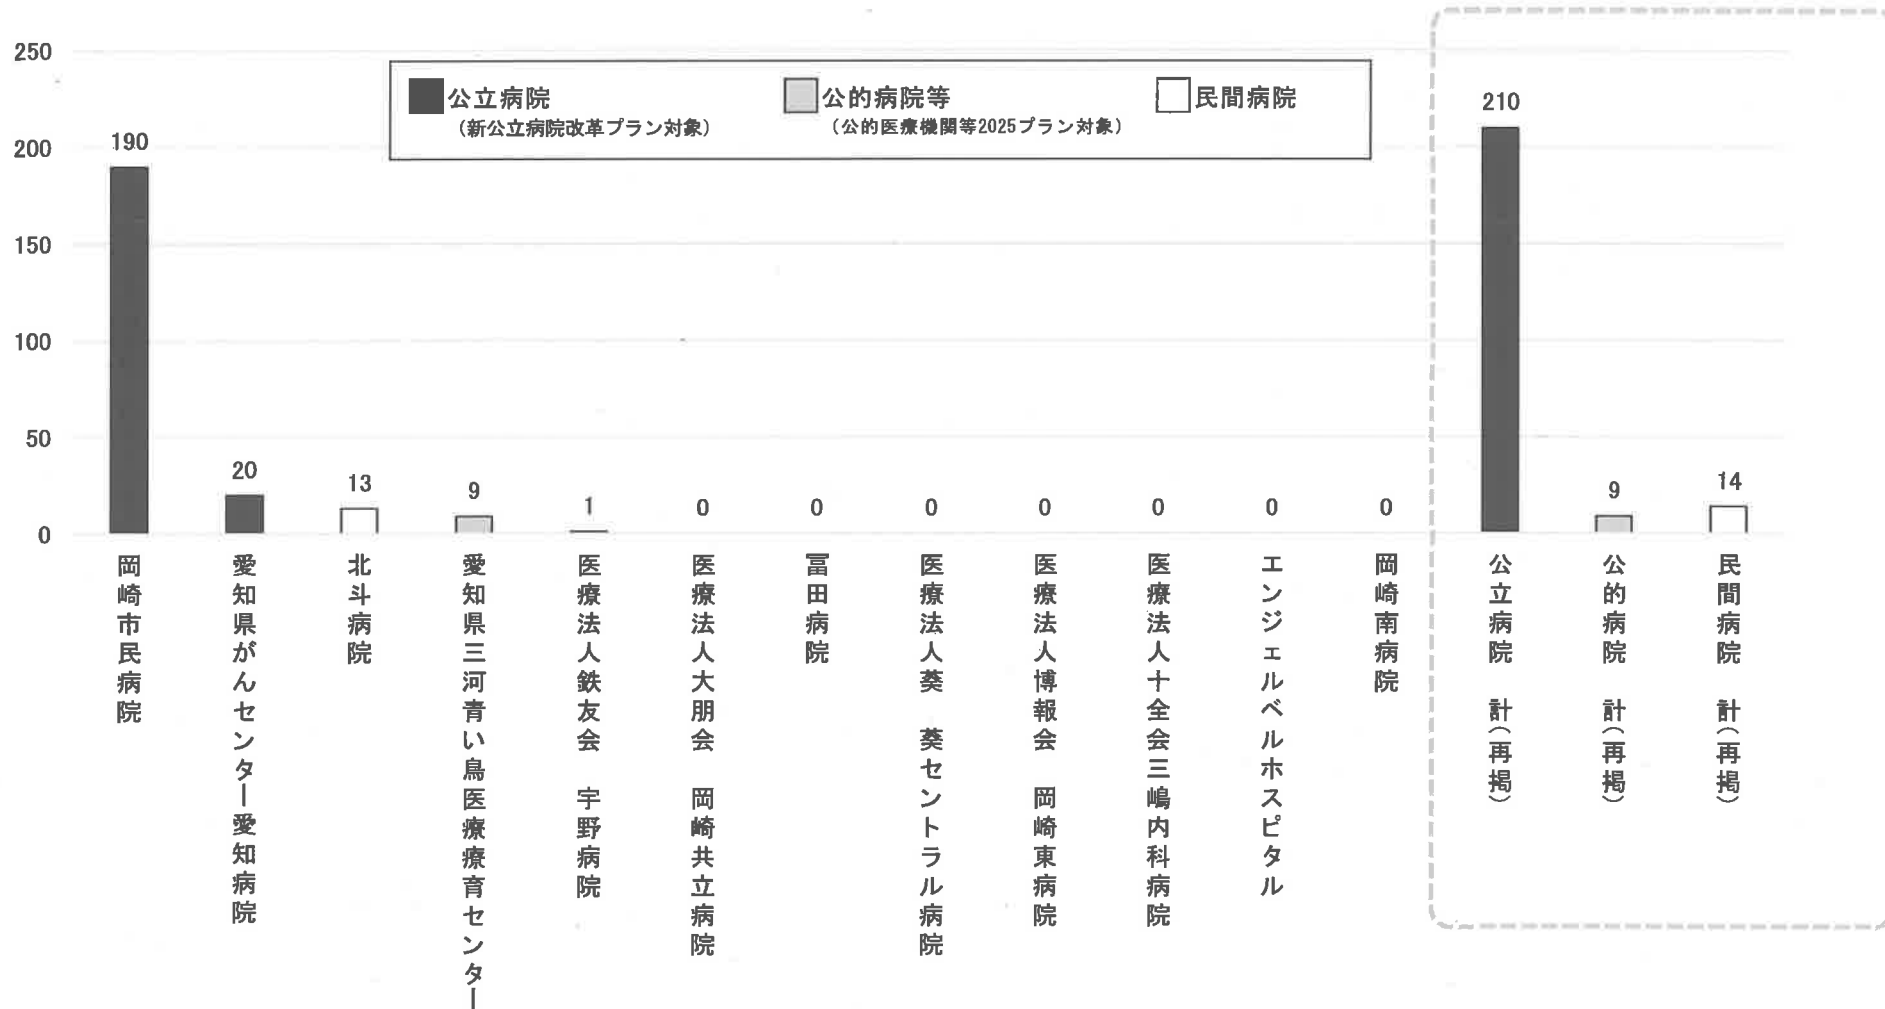 250
200
150
100
50
0
公立病院
(新公立病院改革プラン対象)
公的病院等
(公的医療機関等2025プラン対象)
民間病院
190
20
13
9
1
0
0
0
0
0
0
0
210
9
14
岡崎市民病院
愛知県がんセンター愛知病院
北斗病院
愛知県三河青い鳥医療療育センター
医療法人鉄友会 宇野病院
医療法人大朋会 岡崎共立病院
冨田病院
医療法人葵 葵セントラル病院
医療法人博報会 岡崎東病院
医療法人十全会三嶋内科病院
エンジェルベルホスピタル
岡崎南病院
公立病院 計(再掲)
公的病院 計(再掲)
民間病院 計(再掲)